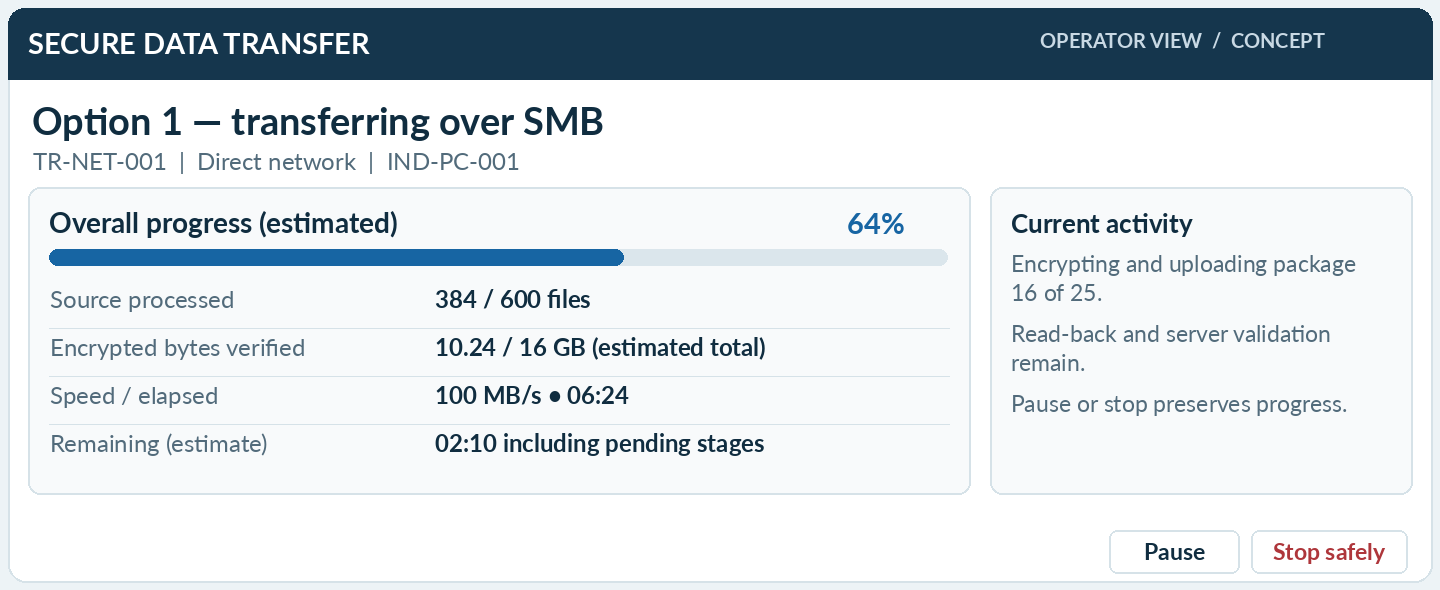 SECURE DATA TRANSFER
OPERATOR VIEW / CONCEPT
Option 1 — transferring over SMB
TR-NET-001 | Direct network | IND-PC-001
Overall progress (estimated)
64%
Source processed
384 / 600 files
Encrypted bytes verified
10.24 / 16 GB (estimated total)
Speed / elapsed
100 MB/s • 06:24
Remaining (estimate)
02:10 including pending stages
Current activity
Encrypting and uploading package
16 of 25.
Read-back and server validation
remain.
Pause or stop preserves progress.
Pause
Stop safely